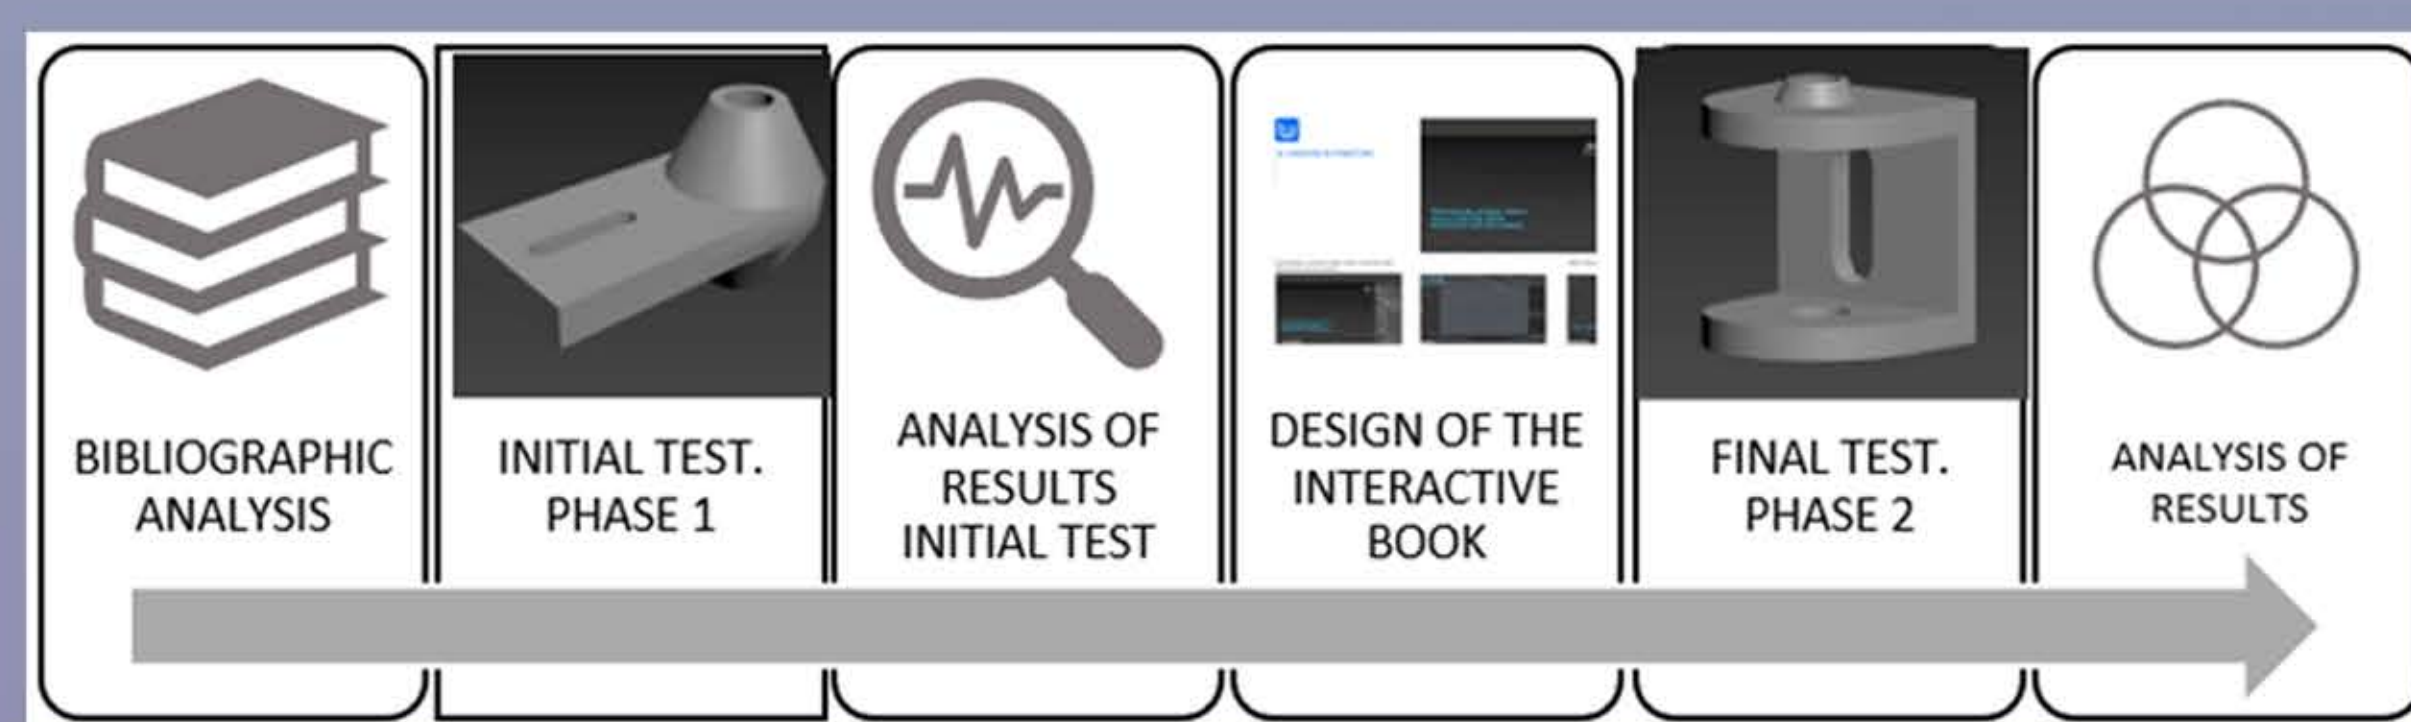 BIBLIOGRAPHIC
ANALYSIS
INITIAL TEST.
PHASE 1
ANALYSIS OF
RESULTS
INITIAL TEST
DESIGN OF THE
INTERACTIVE
BOOK
FINAL TEST.
PHASE 2
ANALYSIS OF
RESULTS